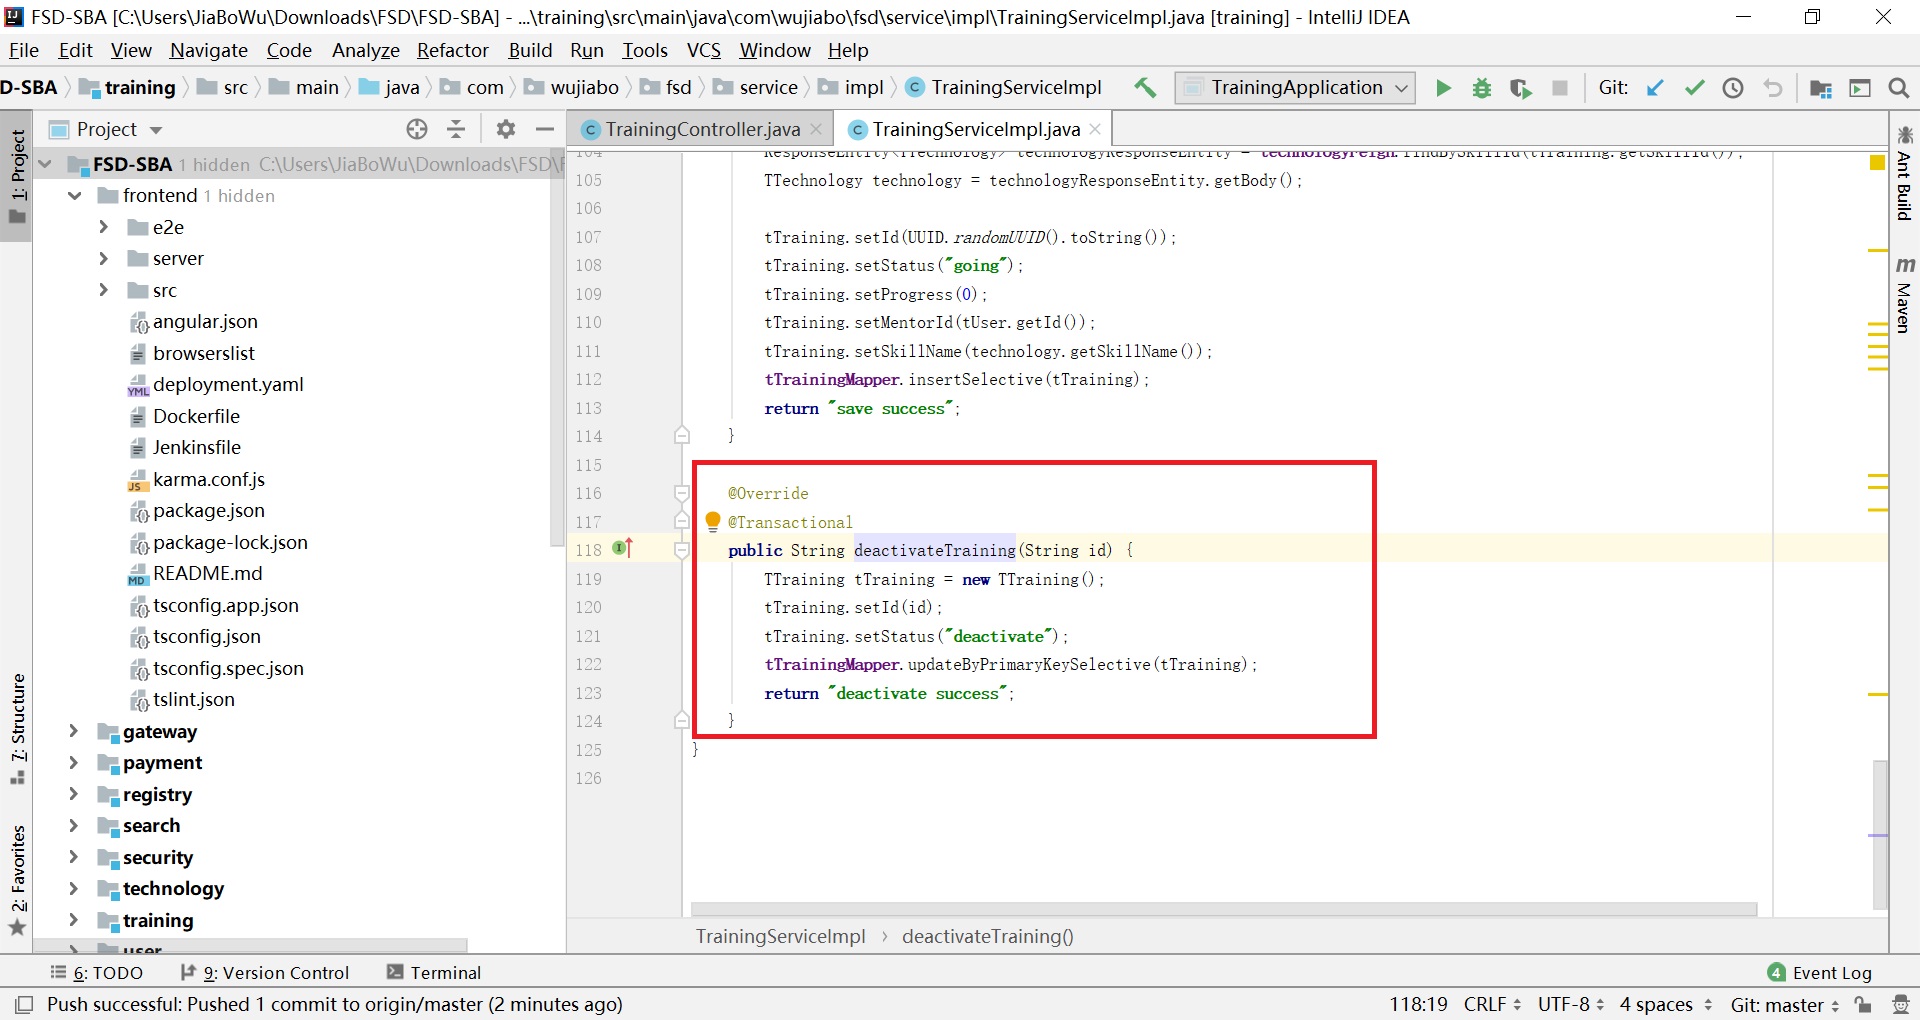 FSD-SBA [C:\Users\JiaBoWu\Downloads\FSD\FSD-SBA] - ...\training\src\main\java\com\wujiabo\fsd\service\impl\TrainingServiceImpl.java [training] - IntelliJ IDEA
File Edit View Navigate Code Analyze Refactor Build Run Tools VCS Window Help
D-SBA training src main java com wujiabo fsd service impl TrainingServiceImpl TrainingApplication Git:
Project
TrainingController.java
TrainingServiceImpl.java
1: Project
7: Structure
2: Favorites
FSD-SBA 1 hidden C:\Users\JiaBoWu\Downloads\FSD\F
frontend 1 hidden
e2e
server
src
angular.json
browserslist
deployment.yaml
Dockerfile
Jenkinsfile
karma.conf.js
package.json
package-lock.json
README.md
tsconfig.app.json
tsconfig.json
tsconfig.spec.json
tslint.json
gateway
payment
registry
search
security
technology
training
user
104 ResponseEntity<TTechnology> technologyResponseEntity = technologyFeign.findBySkillId(tTraining.getSkillId());
105 TTechnology technology = technologyResponseEntity.getBody();
106
107 tTraining.setId(UUID.randomUUID().toString());
108 tTraining.setStatus("going");
109 tTraining.setProgress(0);
110 tTraining.setMentorId(tUser.getId());
111 tTraining.setSkillName(technology.getSkillName());
112 tTrainingMapper.insertSelective(tTraining);
113 return "save success";
114 }
115
116 @Override
117 @Transactional
118 public String deactivateTraining(String id) {
119 TTraining tTraining = new TTraining();
120 tTraining.setId(id);
121 tTraining.setStatus("deactivate");
122 tTrainingMapper.updateByPrimaryKeySelective(tTraining);
123 return "deactivate success";
124 }
125 }
126
TrainingServiceImpl › deactivateTraining()
Ant Build
Maven
6: TODO 9: Version Control Terminal
4 Event Log
Push successful: Pushed 1 commit to origin/master (2 minutes ago)
118:19 CRLF UTF-8 4 spaces Git: master